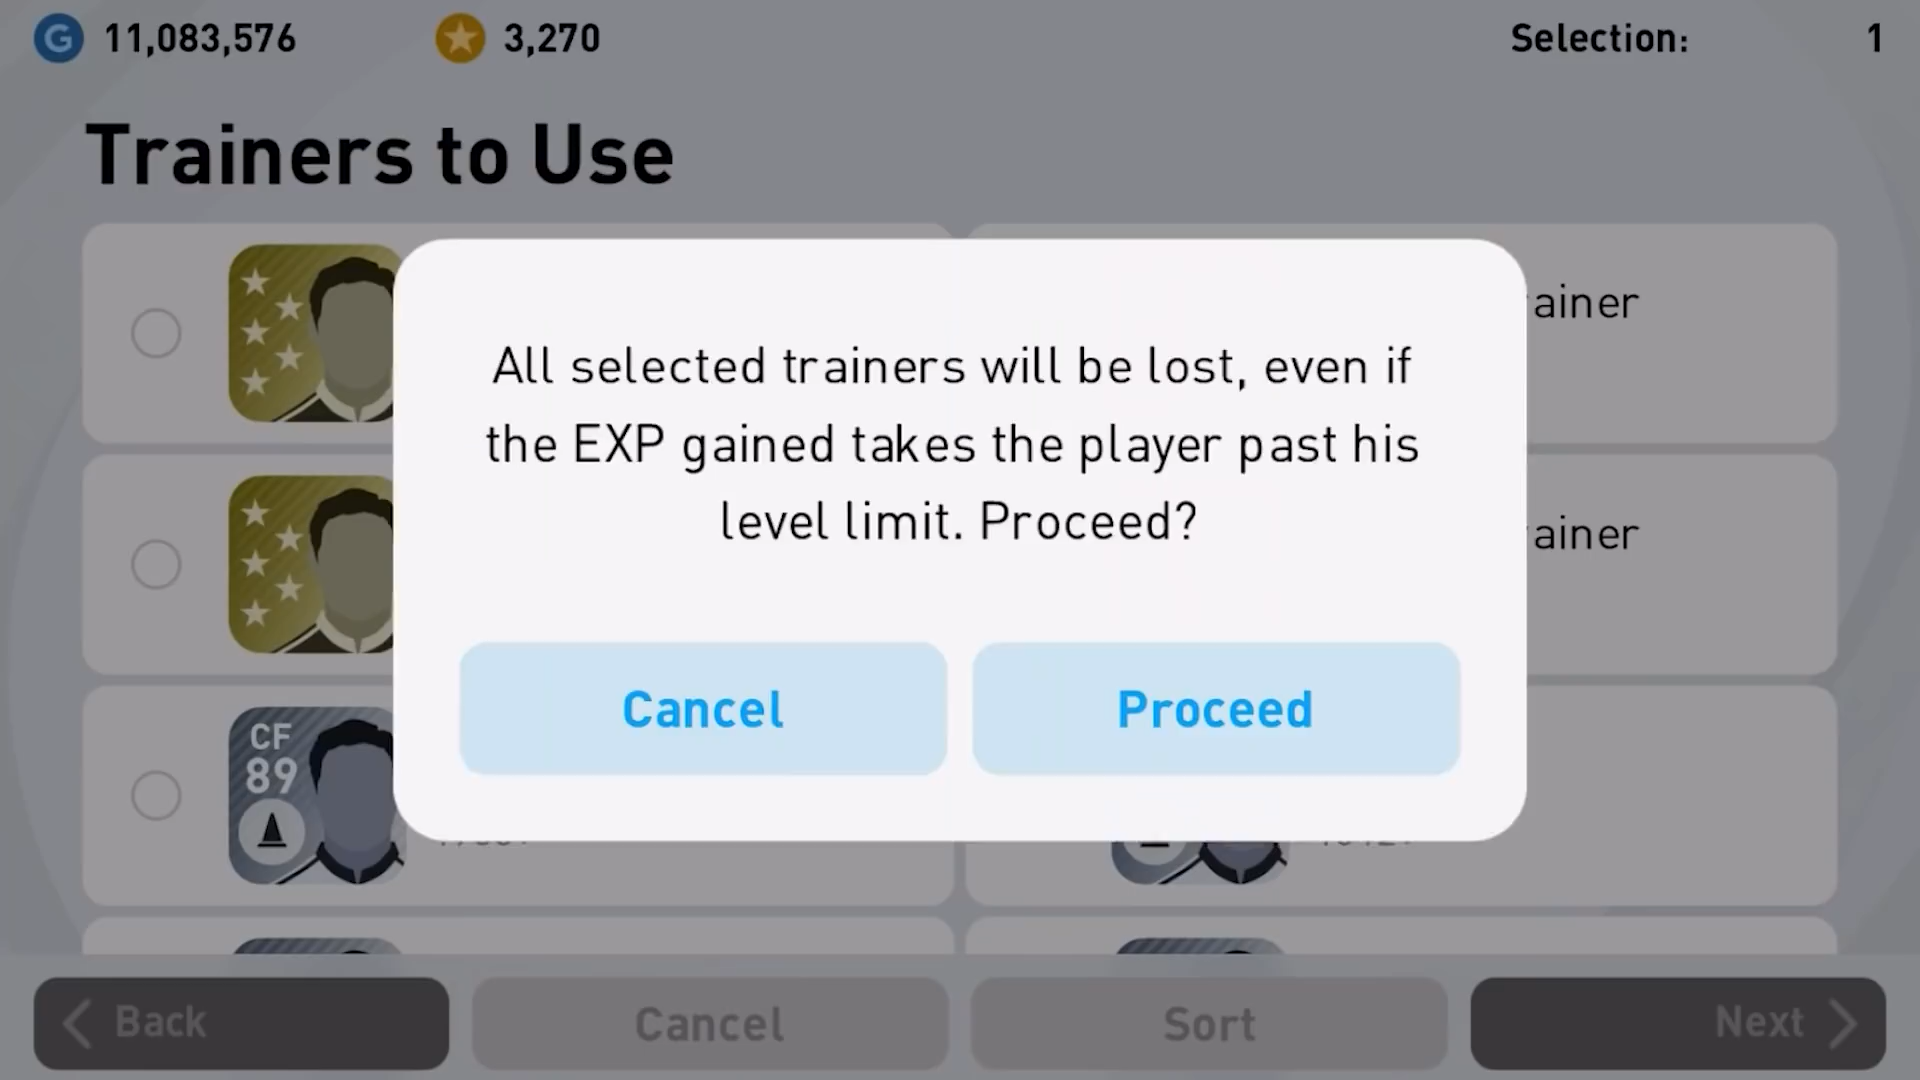 G 11,083,576 3,270 Selection: 1
Trainers to Use
ainer
All selected trainers will be lost, even if
the EXP gained takes the player past his
level limit. Proceed?
ainer
Cancel Proceed
CF
89
Back Cancel Sort Next